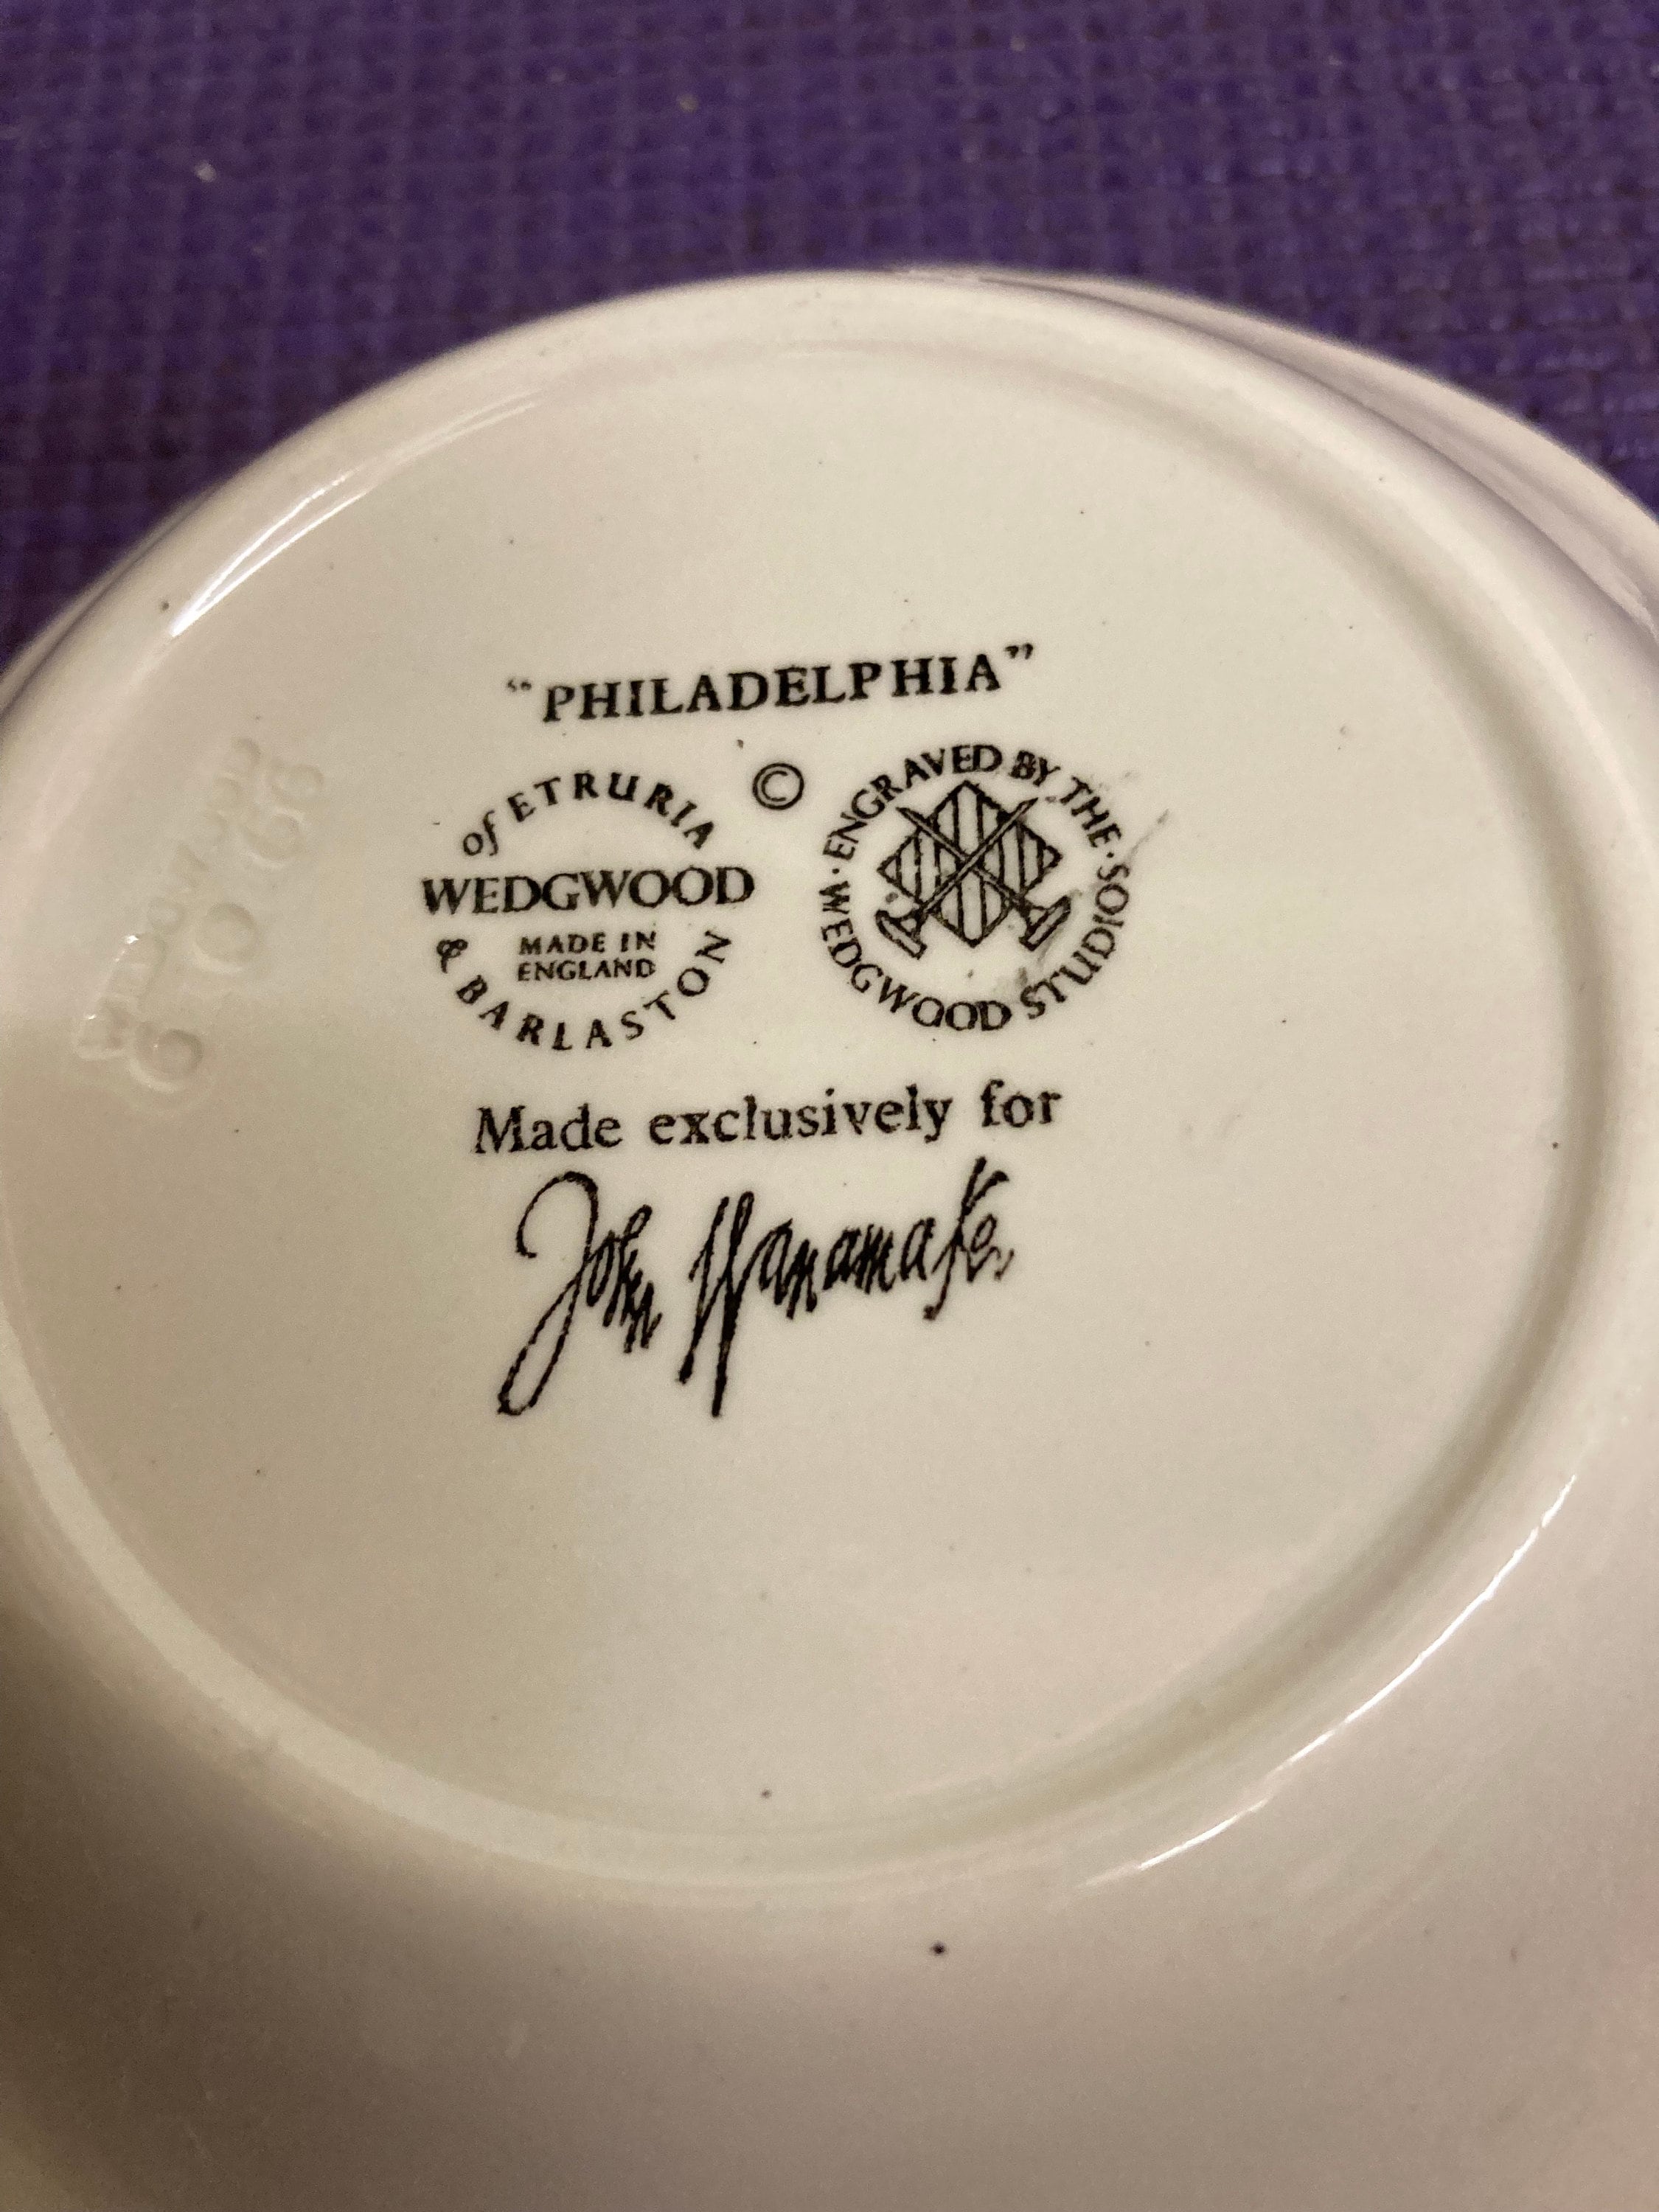 “PHILADELPHIA”
of ETRURIA
WEDGWOOD
MADE IN
ENGLAND
& BARLASTON
©
ENGRAVED BY THE · STUDIOS · WEDGWOOD
Made exclusively for
John Wanamaker